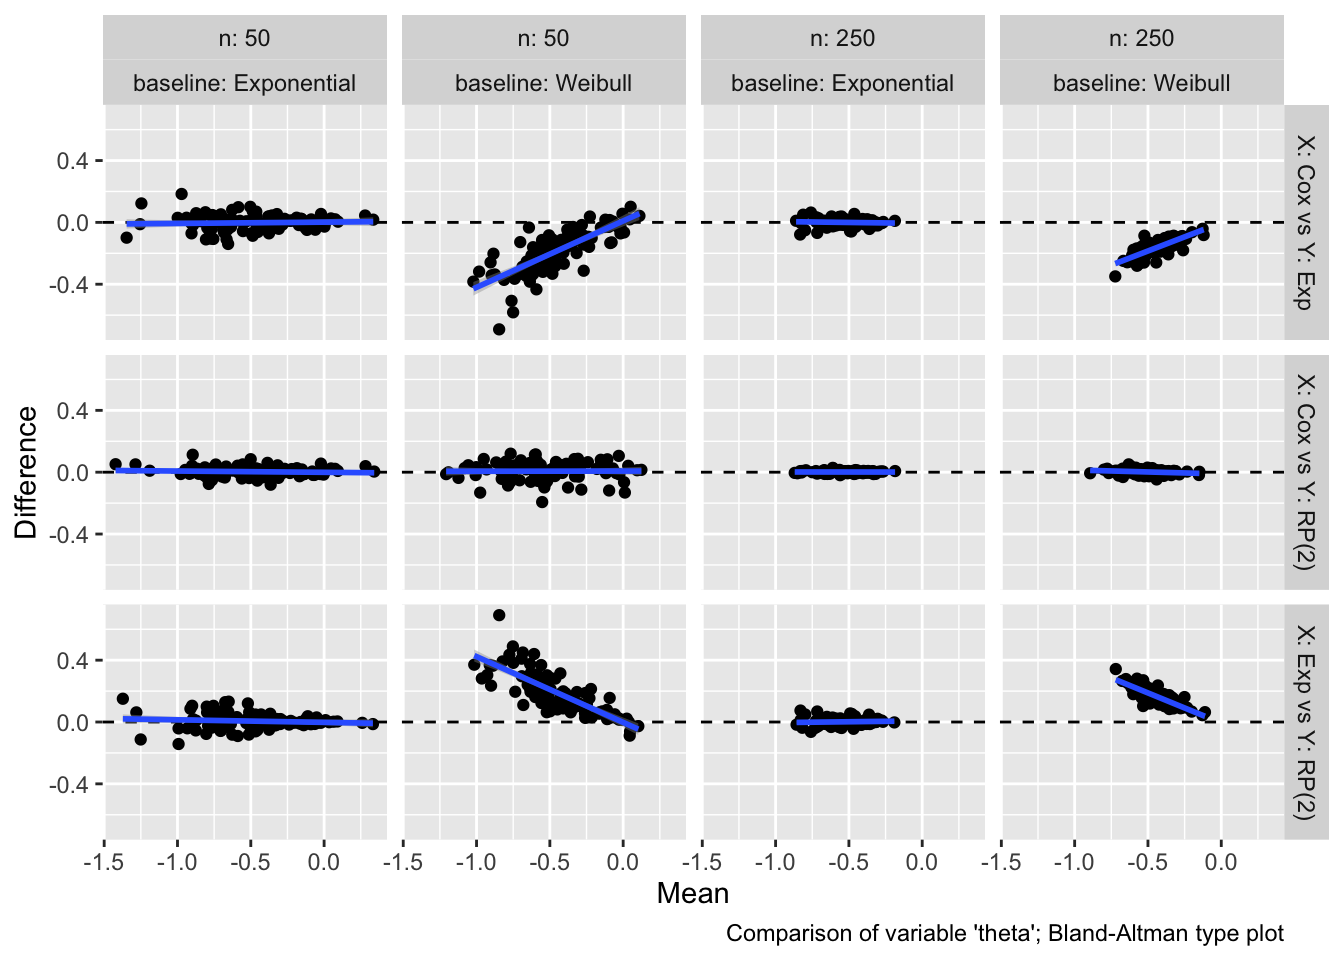 n: 50
n: 50
n: 250
n: 250
baseline: Exponential
baseline: Weibull
baseline: Exponential
baseline: Weibull
0.4
0.0
-0.4
X: Cox vs Y: Exp
Difference
0.4
0.0
-0.4
X: Cox vs Y: RP(2)
0.4
0.0
-0.4
X: Exp vs Y: RP(2)
-1.5 -1.0 -0.5 0.0 -1.5 -1.0 -0.5 0.0 -1.5 -1.0 -0.5 0.0 -1.5 -1.0 -0.5 0.0
Mean
Comparison of variable 'theta'; Bland-Altman type plot